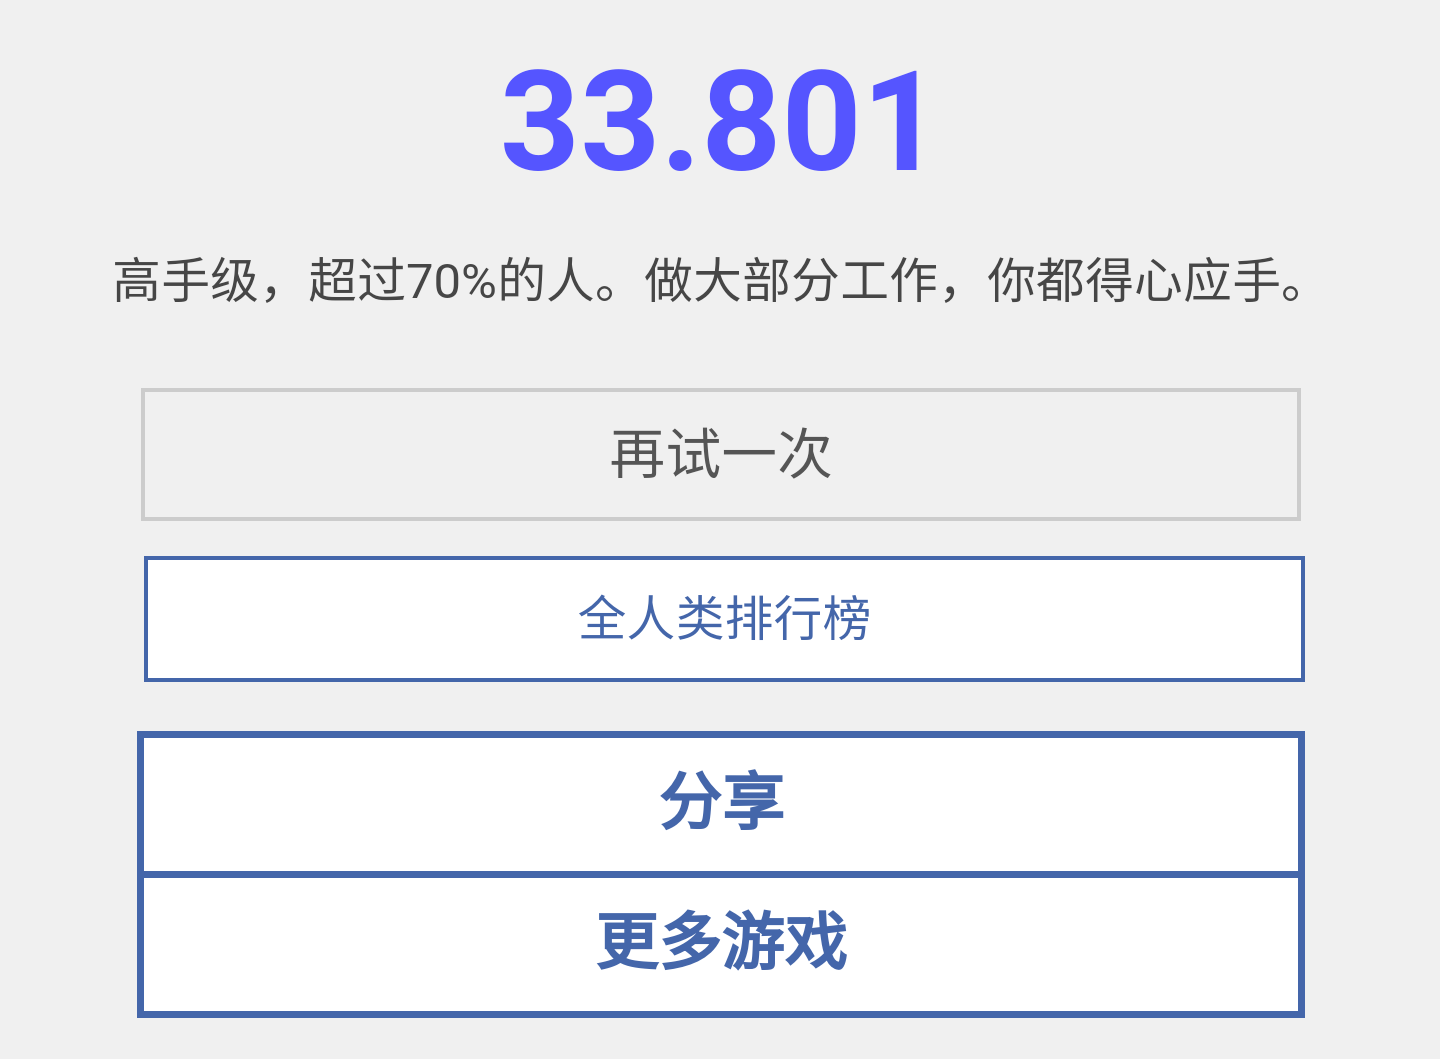 33.801
高手级，超过70%的人。做大部分工作，你都得心应手。
再试一次
全人类排行榜
分享
更多游戏